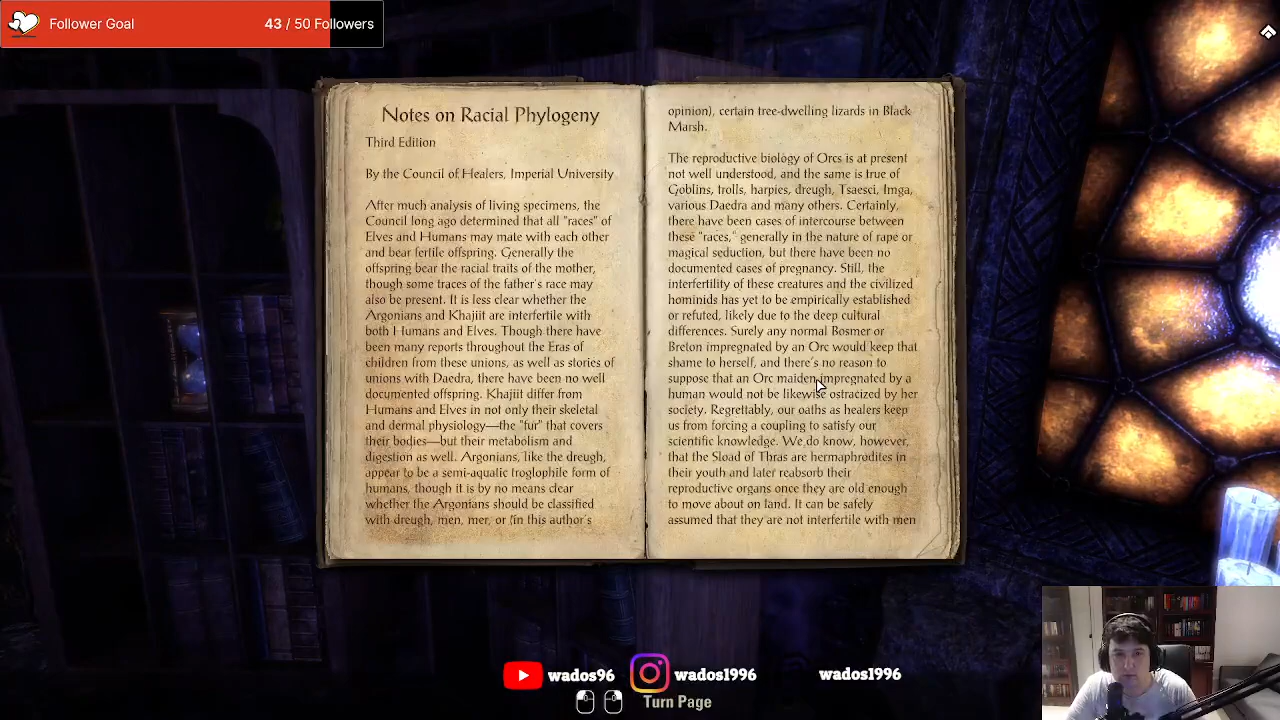 Follower Goal
43 / 50 Followers
Notes on Racial Phylogeny
Third Edition
By the Council of Healers, Imperial University
After much analysis of living specimens, the
Council long ago determined that all "races" of
Elves and Humans may mate with each other
and bear fertile offspring. Generally the
offspring bear the racial traits of the mother,
though some traces of the father's race may
also be present. It is less clear whether the
Argonians and Khajiit are interfertile with
both Humans and Elves. Though there have
been many reports throughout the Eras of
children from these unions, as well as stories of
unions with Daedra, there have been no well
documented offspring. Khajiit differ from
Humans and Elves in not only their skeletal
and dermal physiology—the "fur" that covers
their bodies—but their metabolism and
digestion as well. Argonians, like the dreugh,
appear to be a semi-aquatic troglophile form of
humans, though it is by no means clear
whether the Argonians should be classified
with dreugh, men, mer, or (in this author's
opinion), certain tree-dwelling lizards in Black
Marsh.
The reproductive biology of Orcs is at present
not well understood, and the same is true of
Goblins, trolls, harpies, dreugh, Tsaesci, Imga,
various Daedra and many others. Certainly,
there have been cases of intercourse between
these "races," generally in the nature of rape or
magical seduction, but there have been no
documented cases of pregnancy. Still, the
interfertility of these creatures and the civilized
hominids has yet to be empirically established
or refuted, likely due to the deep cultural
differences. Surely any normal Bosmer or
Breton impregnated by an Orc would keep that
shame to herself, and there's no reason to
suppose that an Orc maiden impregnated by a
human would not be likewise ostracized by her
society. Regrettably, our oaths as healers keep
us from forcing a coupling to satisfy our
scientific knowledge. We do know, however,
that the Sload of Thras are hermaphrodites in
their youth and later reabsorb their
reproductive organs once they are old enough
to move about on land. It can be safely
assumed that they are not interfertile with men
wados96
wados1996
wados1996
Turn Page